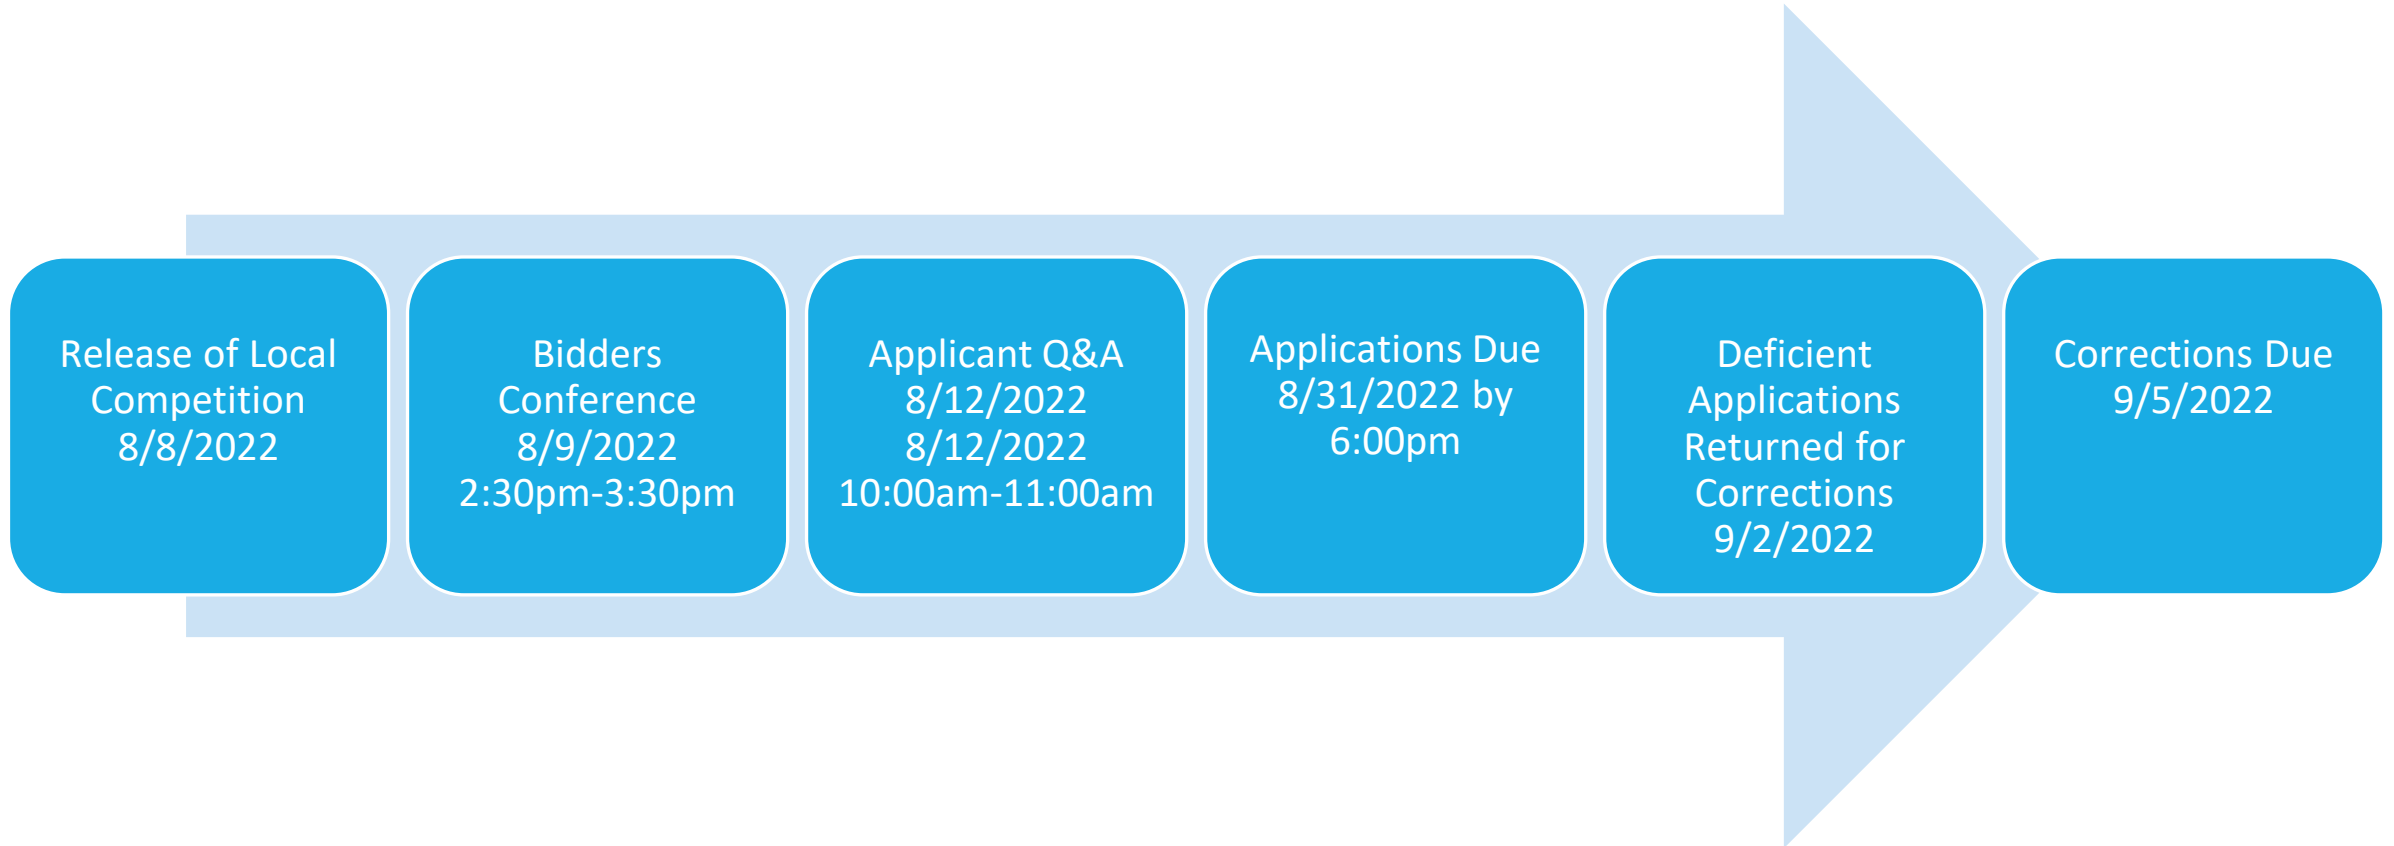 Release of Local
Competition
8/8/2022
Bidders
Conference
8/9/2022
2:30pm-3:30pm
Applicant Q&A
8/12/2022
8/12/2022
10:00am-11:00am
Applications Due
8/31/2022 by
6:00pm
Deficient
Applications
Returned for
Corrections
9/2/2022
Corrections Due
9/5/2022